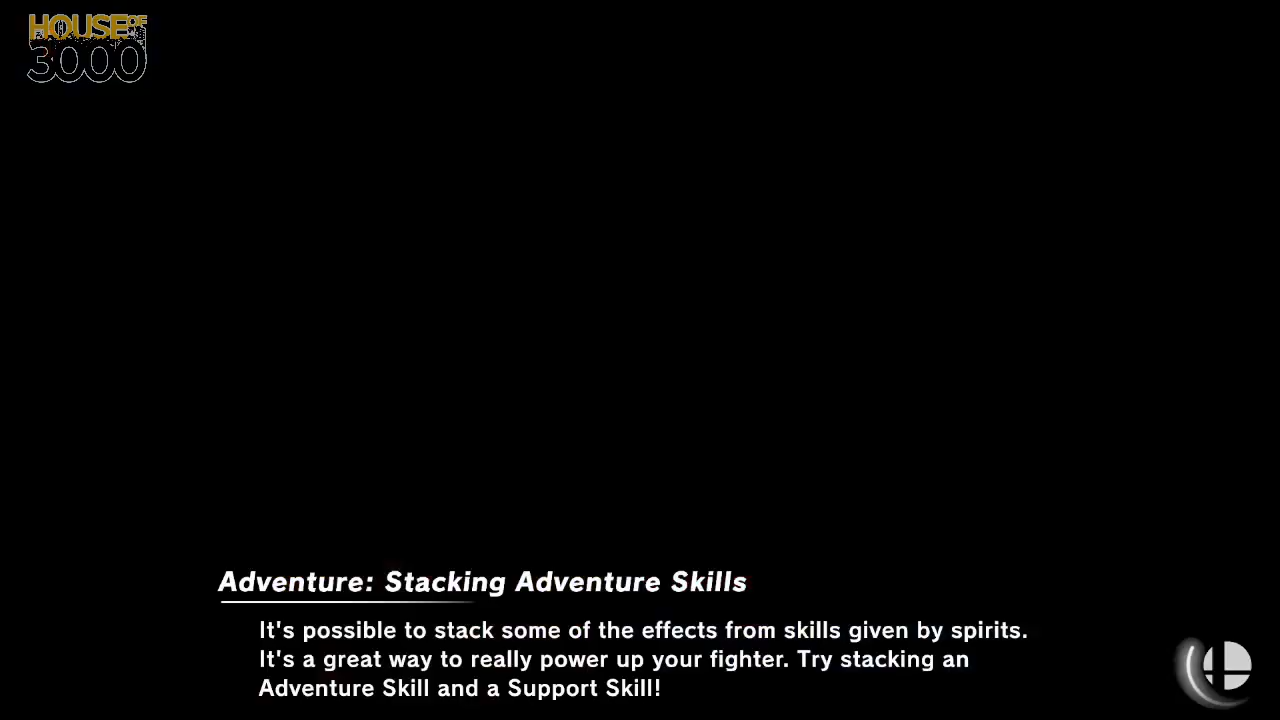 HOUSE OF
3000
Adventure: Stacking Adventure Skills
It's possible to stack some of the effects from skills given by spirits.
It's a great way to really power up your fighter. Try stacking an
Adventure Skill and a Support Skill!